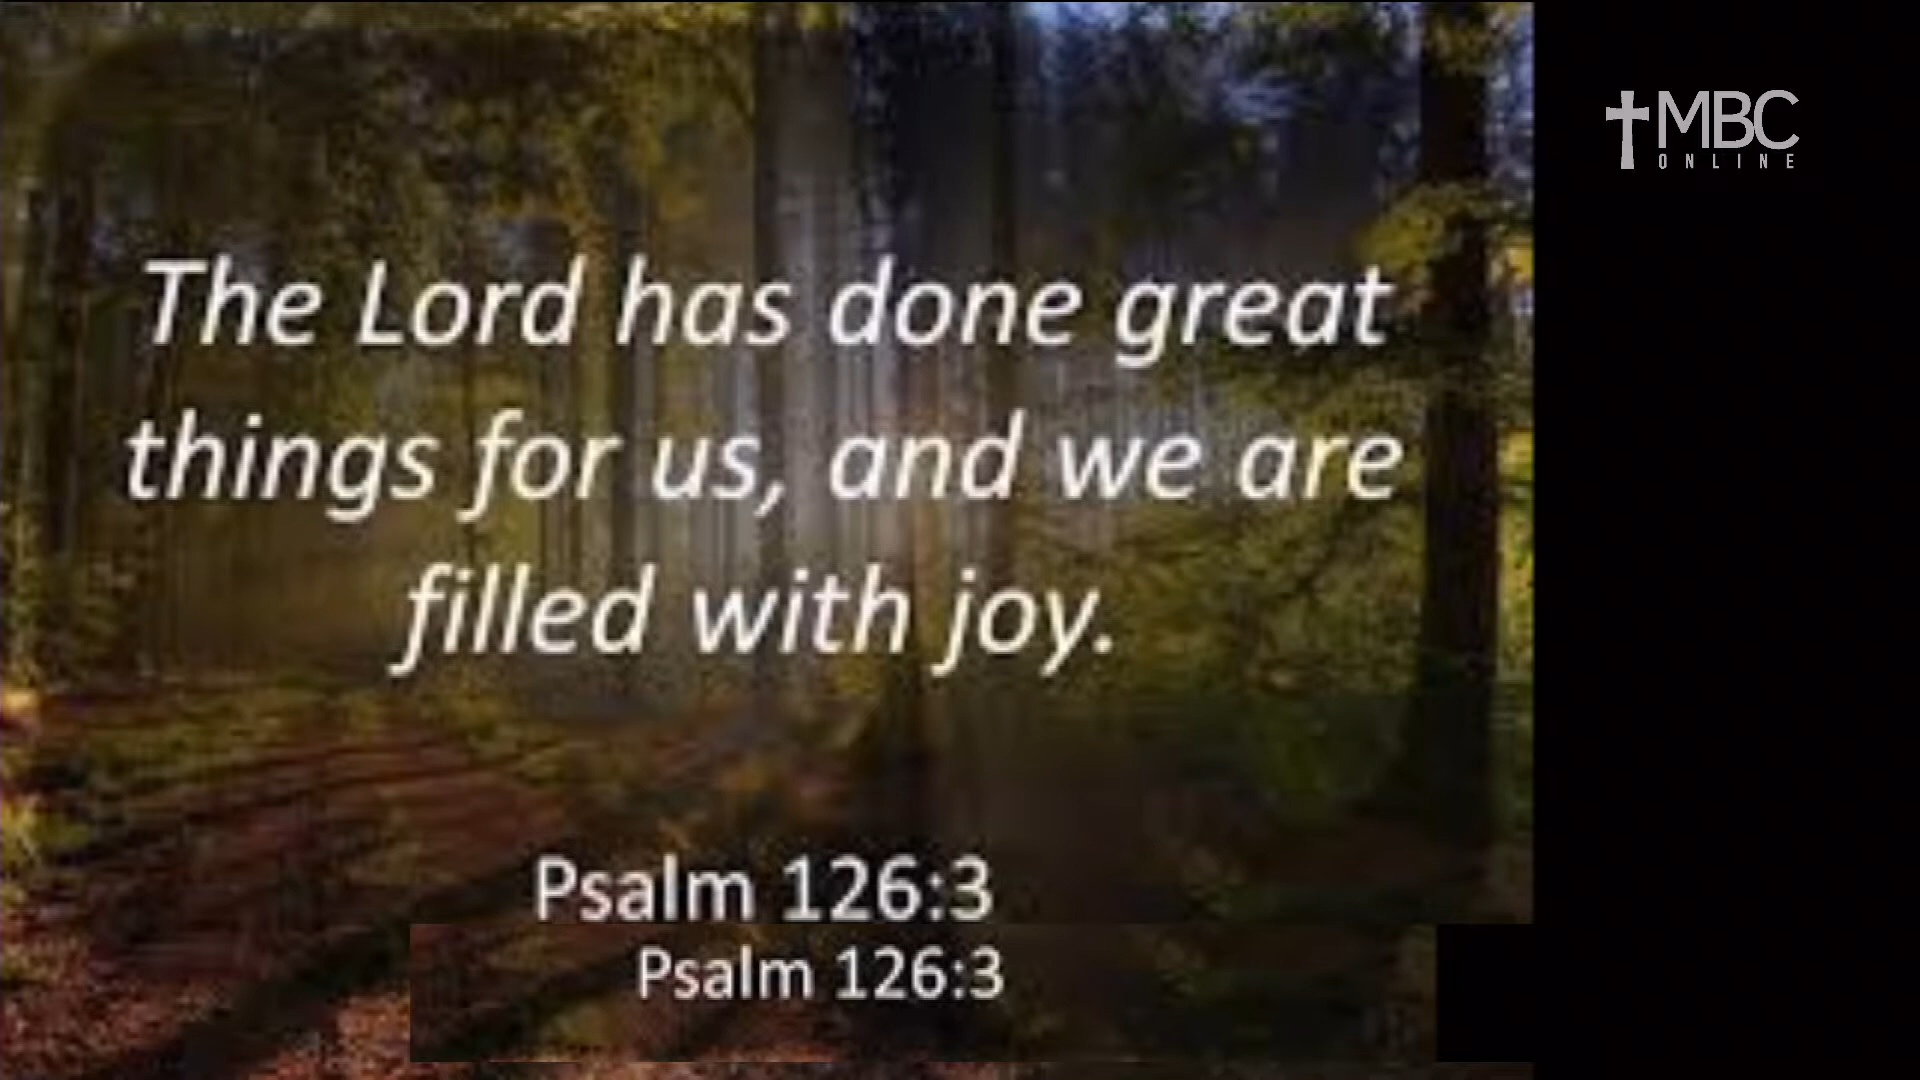 MBC
ONLINE
The Lord has done great
things for us, and we are
filled with joy.
Psalm 126:3
Psalm 126:3